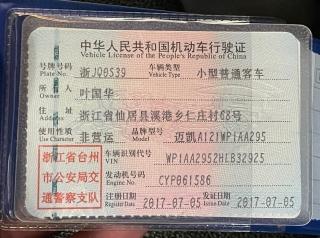 中华人民共和国机动车行驶证
Vehicle License of the People's Republic of China
号牌号码 浙JQ0S39 车辆类型 小型普通客车
Plate No. Vehicle Type
所有人 叶国华
Owner
住址 浙江省仙居县溪港乡仁庄村68号
Address
使用性质 非营运 品牌型号 迈凯A121WP1AA295
Use Character Model
浙江省台州
市公安局交
通警察支队
车辆识别代号 WP1AA2952HLB32925
VIN
发动机号码 CYP061586
Engine No.
注册日期 2017-07-05 发证日期 2017-07-05
Register Date Issue Date